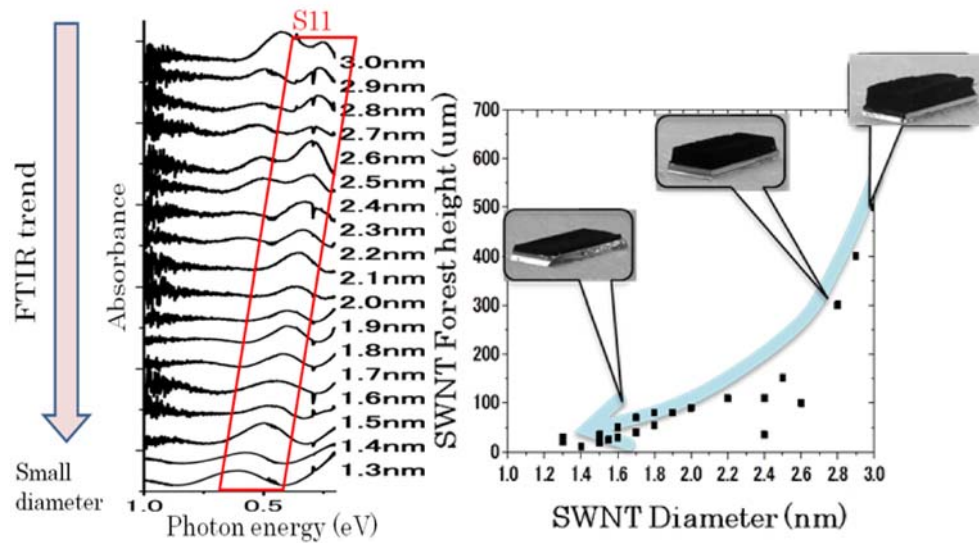 S11
3.0nm
2.9nm
2.8nm
2.7nm
2.6nm
2.5nm
2.4nm
2.3nm
2.2nm
2.1nm
2.0nm
1.9nm
1.8nm
1.7nm
1.6nm
1.5nm
1.4nm
1.3nm
FTIR trend
Absorbance
Small
diameter
1.0
0.5
Photon energy (eV)
SWNT Forest height (um)
700
600
500
400
300
200
100
0
1.0 1.2 1.4 1.6 1.8 2.0 2.2 2.4 2.6 2.8 3.0
SWNT Diameter (nm)